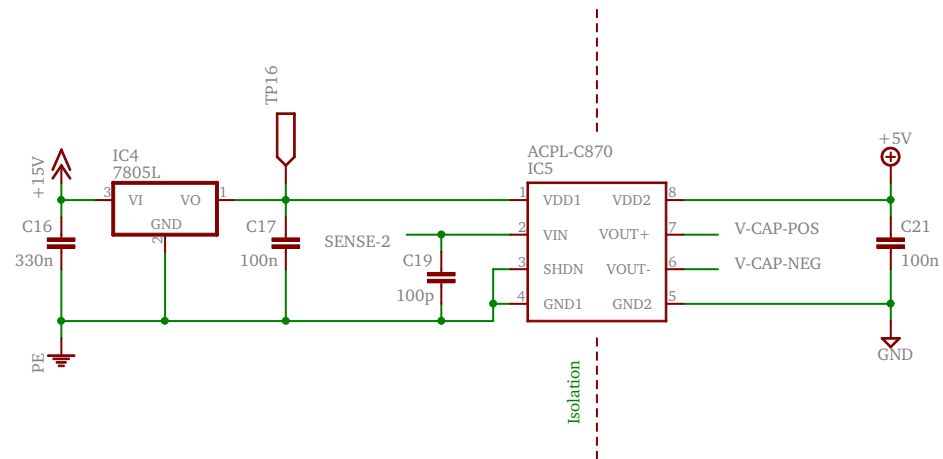 TP16
+15V
IC4
7805L
3
VI
VO
1
GND
2
C16
330n
C17
100n
PE
SENSE-2
C19
100p
ACPL-C870
IC5
1
VDD1
VDD2
8
2
VIN
VOUT+
7
3
SHDN
VOUT-
6
4
GND1
GND2
5
V-CAP-POS
V-CAP-NEG
+5V
C21
100n
GND
Isolation